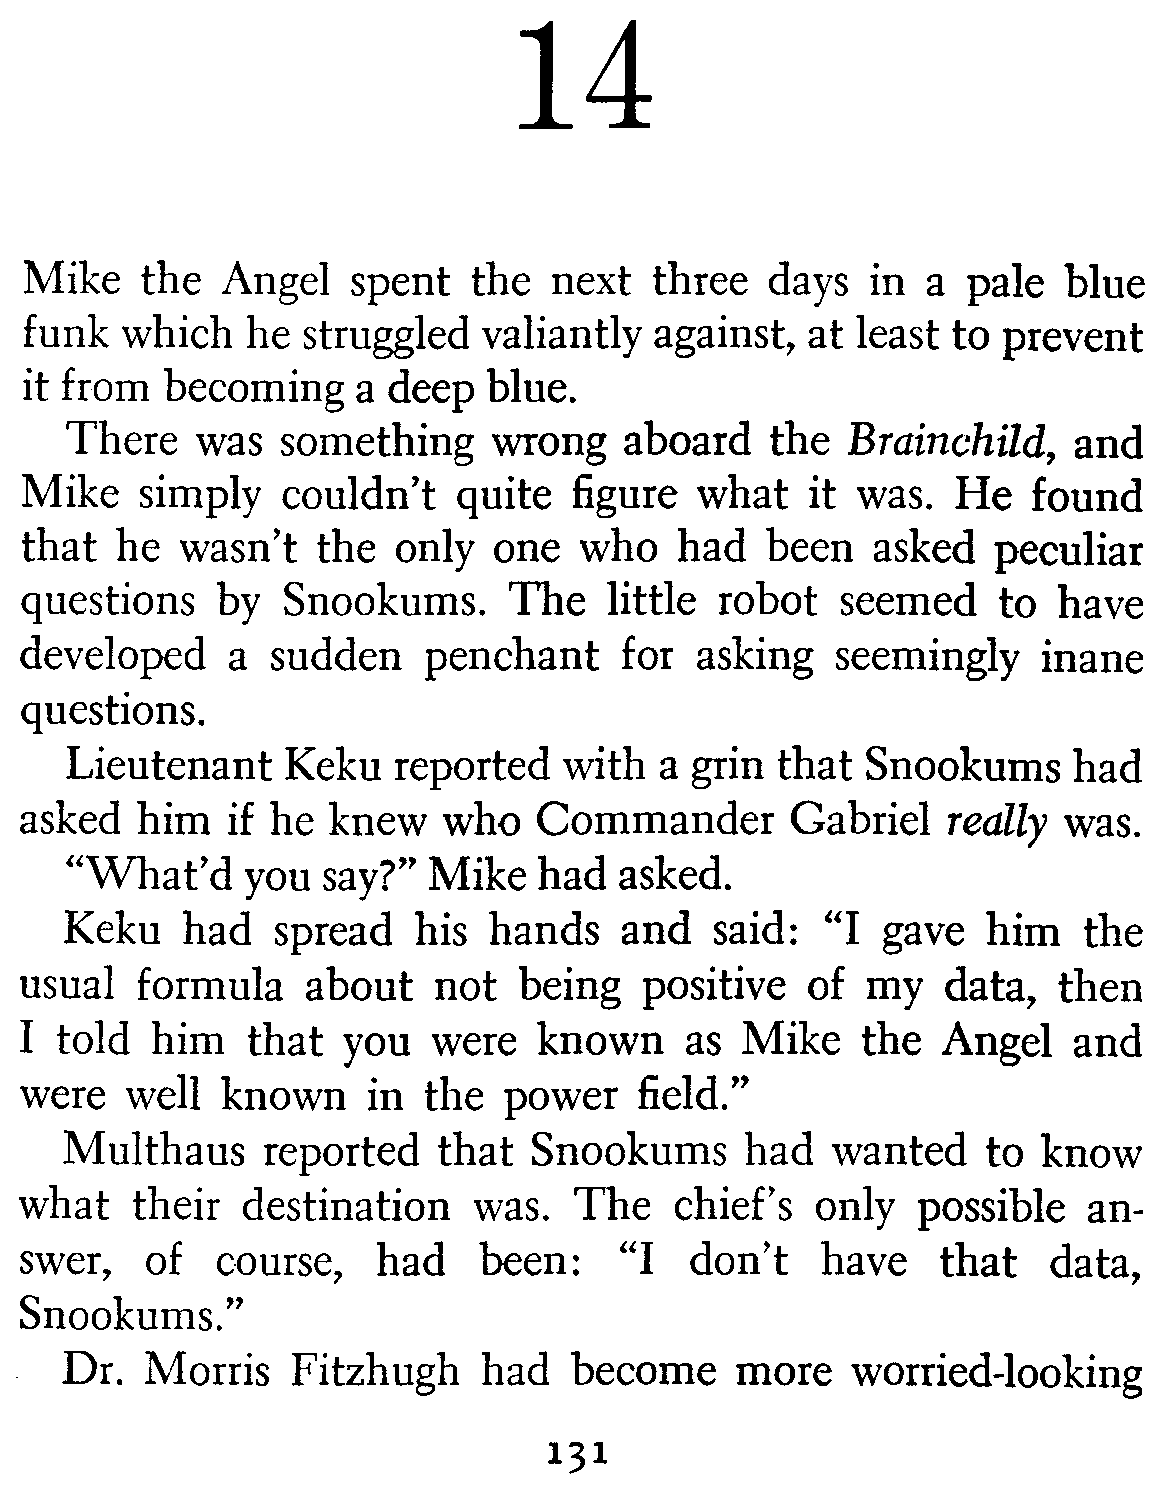 14
Mike the Angel spent the next three days in a pale blue
funk which he struggled valiantly against, at least to prevent
it from becoming a deep blue.
There was something wrong aboard the Brainchild, and
Mike simply couldn't quite figure what it was. He found
that he wasn't the only one who had been asked peculiar
questions by Snookums. The little robot seemed to have
developed a sudden penchant for asking seemingly inane
questions.
Lieutenant Keku reported with a grin that Snookums had
asked him if he knew who Commander Gabriel really was.
“What'd you say?” Mike had asked.
Keku had spread his hands and said: “I gave him the
usual formula about not being positive of my data, then
I told him that you were known as Mike the Angel and
were well known in the power field.”
Multhaus reported that Snookums had wanted to know
what their destination was. The chief's only possible an-
swer, of course, had been: “I don't have that data,
Snookums.”
Dr. Morris Fitzhugh had become more worried-looking
131